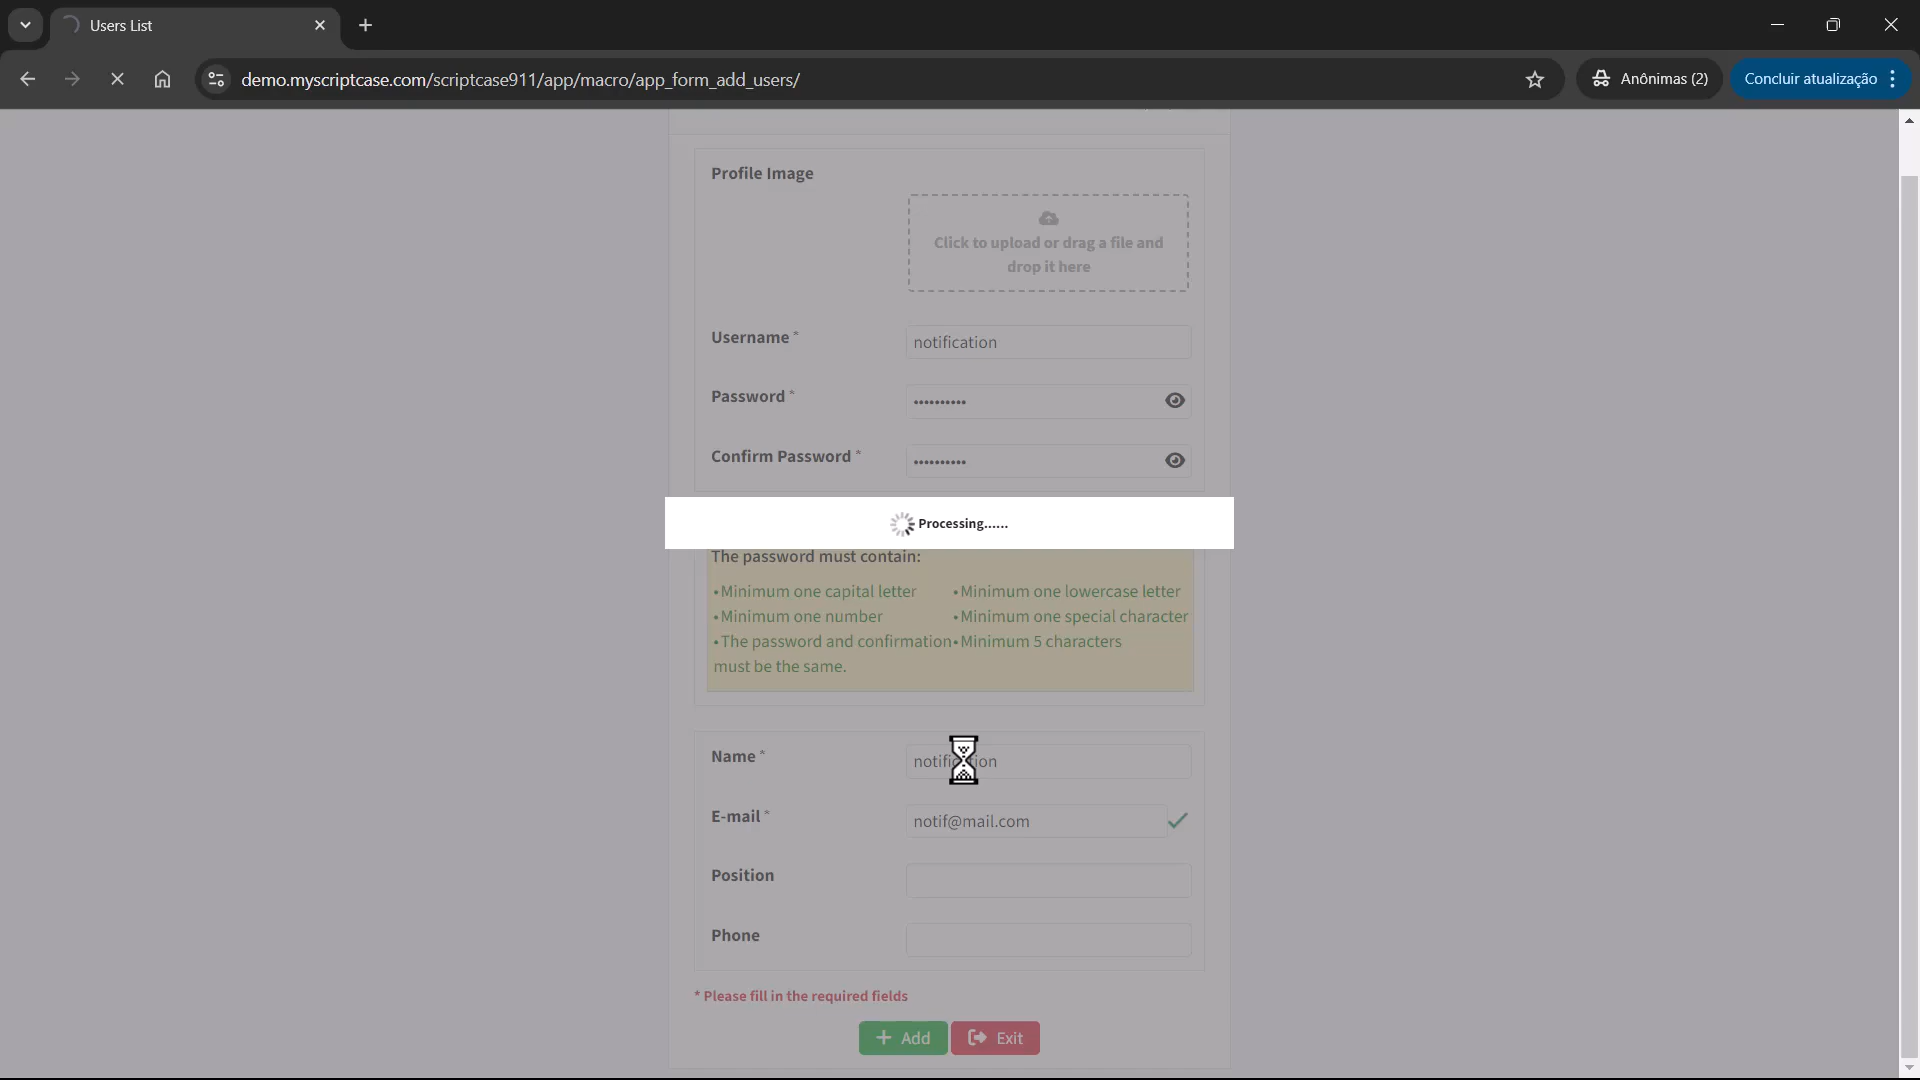 Users List
demo.myscriptcase.com/scriptcase911/app/macro/app_form_add_users/
Anônimas (2)
Concluir atualização
Profile Image
Click to upload or drag a file and
drop it here
Username *
notification
Password *
••••••••••
Confirm Password *
••••••••••
Processing......
The password must contain:
•Minimum one capital letter •Minimum one lowercase letter
•Minimum one number •Minimum one special character
•The password and confirmation •Minimum 5 characters
must be the same.
Name *
E-mail *
notif@mail.com
Position
Phone
* Please fill in the required fields
+ Add Exit